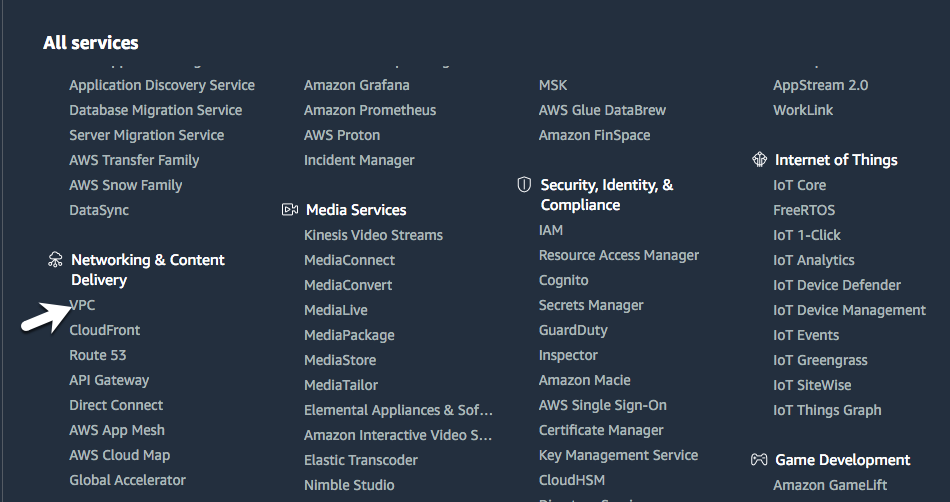 All services
Application Discovery Service
Database Migration Service
Server Migration Service
AWS Transfer Family
AWS Snow Family
DataSync
Networking & Content
Delivery
VPC
CloudFront
Route 53
API Gateway
Direct Connect
AWS App Mesh
AWS Cloud Map
Global Accelerator
Amazon Grafana
Amazon Prometheus
AWS Proton
Incident Manager
Media Services
Kinesis Video Streams
MediaConnect
MediaConvert
MediaLive
MediaPackage
MediaStore
MediaTailor
Elemental Appliances & Sof...
Amazon Interactive Video S...
Elastic Transcoder
Nimble Studio
MSK
AWS Glue DataBrew
Amazon FinSpace
Security, Identity, &
Compliance
IAM
Resource Access Manager
Cognito
Secrets Manager
GuardDuty
Inspector
Amazon Macie
AWS Single Sign-On
Certificate Manager
Key Management Service
CloudHSM
AppStream 2.0
WorkLink
Internet of Things
IoT Core
FreeRTOS
IoT 1-Click
IoT Analytics
IoT Device Defender
IoT Device Management
IoT Events
IoT Greengrass
IoT SiteWise
IoT Things Graph
Game Development
Amazon GameLift